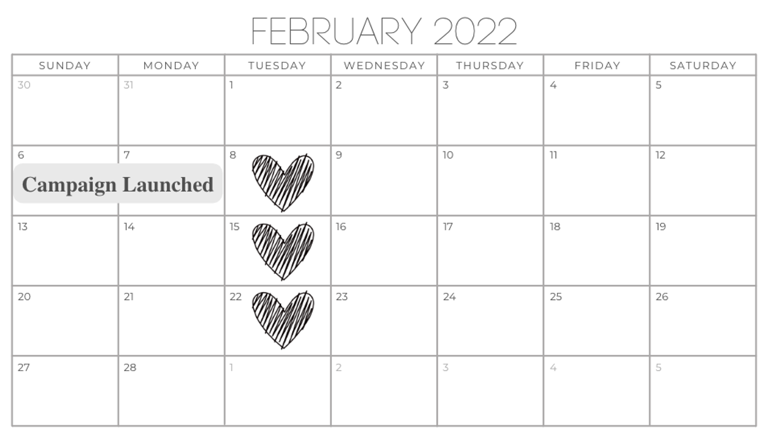 FEBRUARY 2022
SUNDAY MONDAY TUESDAY WEDNESDAY THURSDAY FRIDAY SATURDAY
30 31 1 2 3 4 5
6 7 8 9 10 11 12
Campaign Launched
13 14 15 16 17 18 19
20 21 22 23 24 25 26
27 28 1 2 3 4 5